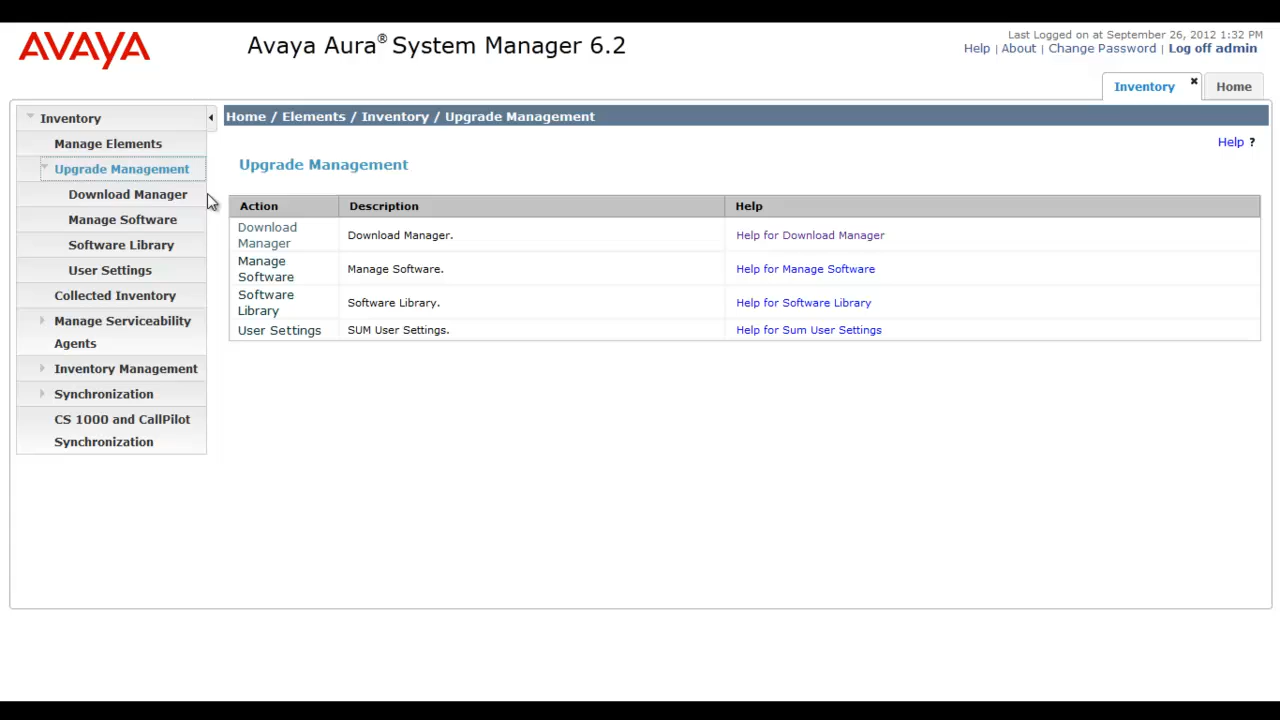 AVAYA
Avaya Aura® System Manager 6.2
Last Logged on at September 26, 2012 1:32 PM
Help | About | Change Password | Log off admin
Inventory ✖ Home
Inventory
Manage Elements
Upgrade Management
Download Manager
Manage Software
Software Library
User Settings
Collected Inventory
Manage Serviceability
Agents
Inventory Management
Synchronization
CS 1000 and CallPilot
Synchronization
Home / Elements / Inventory / Upgrade Management
Help ?
Upgrade Management
Action Description Help
Download
Manager
Download Manager. Help for Download Manager
Manage
Software
Manage Software. Help for Manage Software
Software
Library
Software Library. Help for Software Library
User Settings SUM User Settings. Help for Sum User Settings